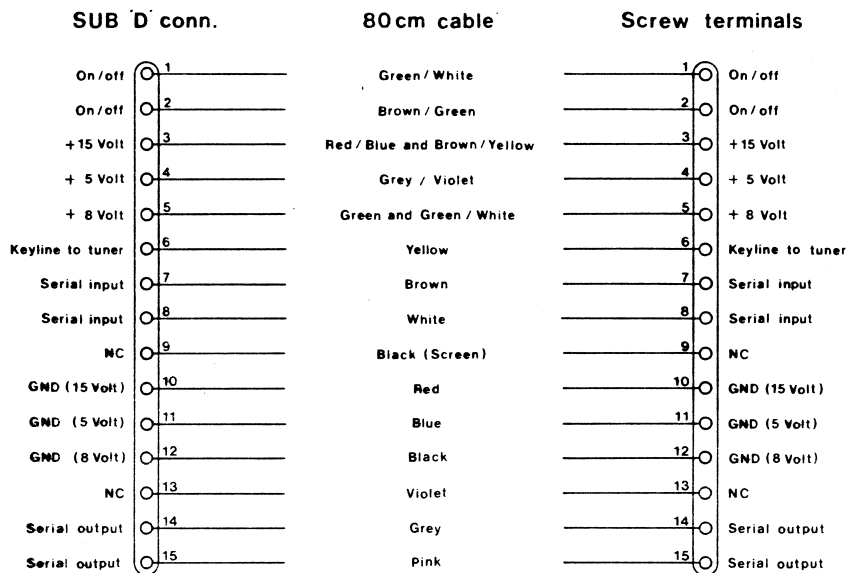 SUB 'D' conn. 80cm cable Screw terminals
On/off 1 Green/White 1 On/off
On/off 2 Brown/Green 2 On/off
+15 Volt 3 Red/Blue and Brown/Yellow 3 +15 Volt
+ 5 Volt 4 Grey / Violet 4 + 5 Volt
+ 8 Volt 5 Green and Green / White 5 + 8 Volt
Keyline to tuner 6 Yellow 6 Keyline to tuner
Serial input 7 Brown 7 Serial input
Serial input 8 White 8 Serial input
NC 9 Black (Screen) 9 NC
GND (15 Volt) 10 Red 10 GND (15 Volt)
GND (5 Volt) 11 Blue 11 GND (5 Volt)
GND (8 Volt) 12 Black 12 GND (8 Volt)
NC 13 Violet 13 NC
Serial output 14 Grey 14 Serial output
Serial output 15 Pink 15 Serial output